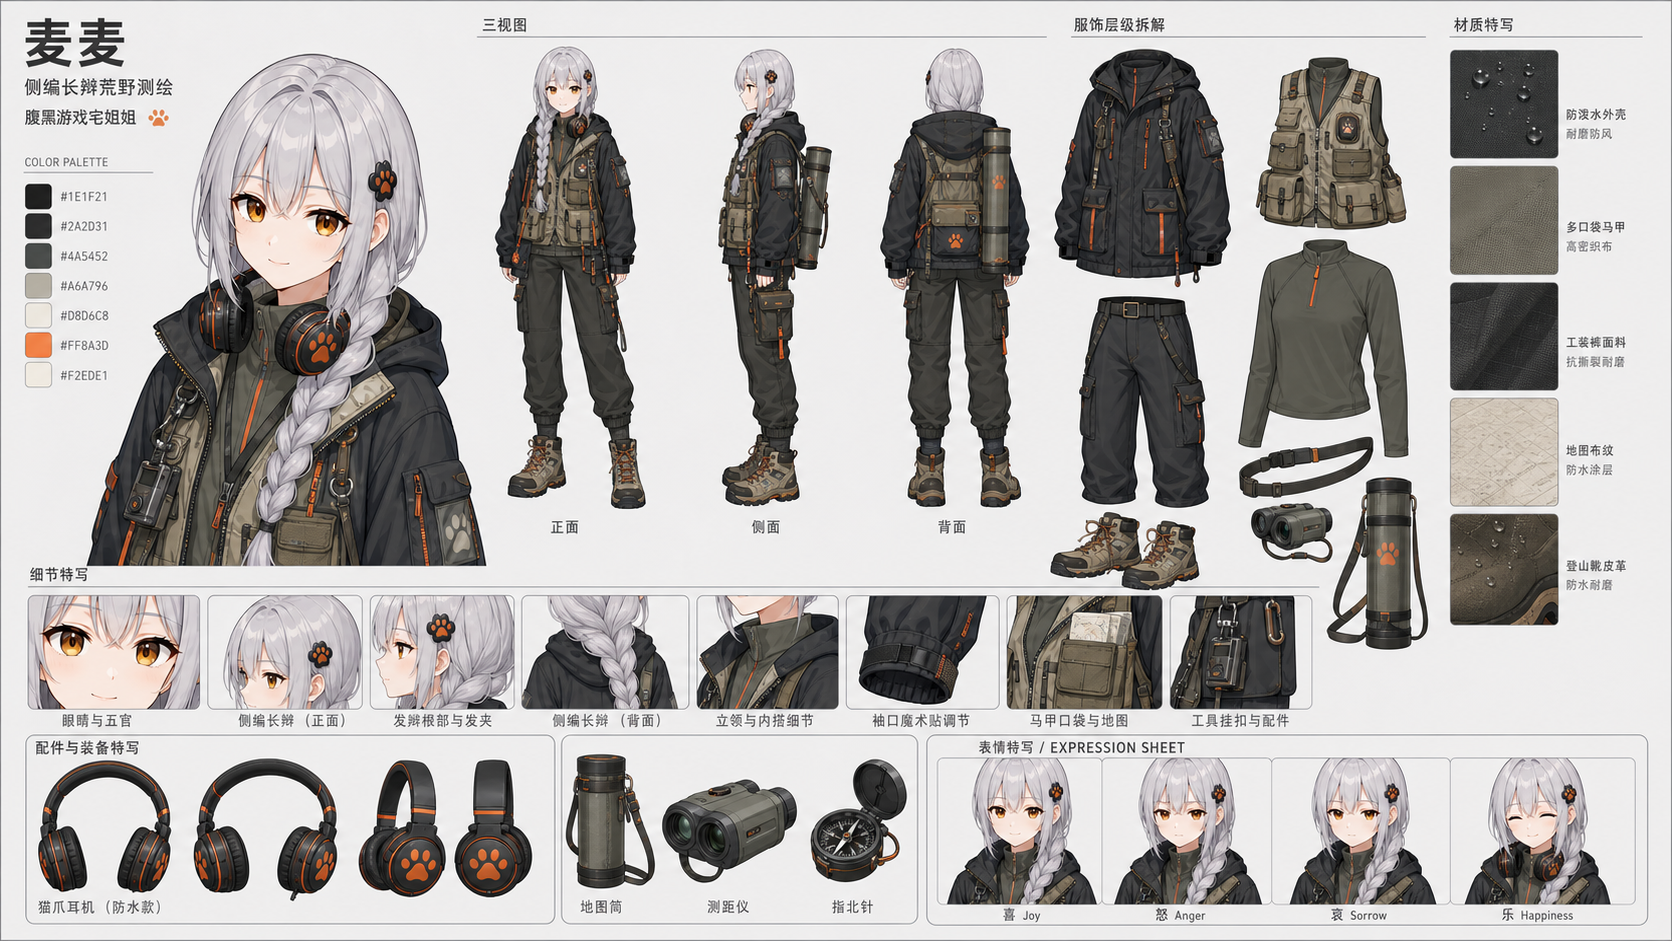 麦麦
侧编长辫荒野测绘
腹黑游戏宅姐姐
COLOR PALETTE
#1E1F21
#2A2D31
#4A5452
#A6A796
#D8D6C8
#FF8A3D
#F2EDE1
三视图
正面
侧面
背面
服饰层级拆解
材质特写
防泼水外壳
耐磨防风
多口袋马甲
高密织布
工装裤面料
抗撕裂耐磨
地图布纹
防水涂层
登山靴皮革
防水耐磨
细节特写
眼睛与五官
侧编长辫（正面）
发辫根部与发夹
侧编长辫（背面）
立领与内搭细节
袖口魔术贴调节
马甲口袋与地图
工具挂扣与配件
配件与装备特写
猫爪耳机（防水款）
地图筒
测距仪
指北针
表情特写 / EXPRESSION SHEET
喜 Joy
怒 Anger
哀 Sorrow
乐 Happiness